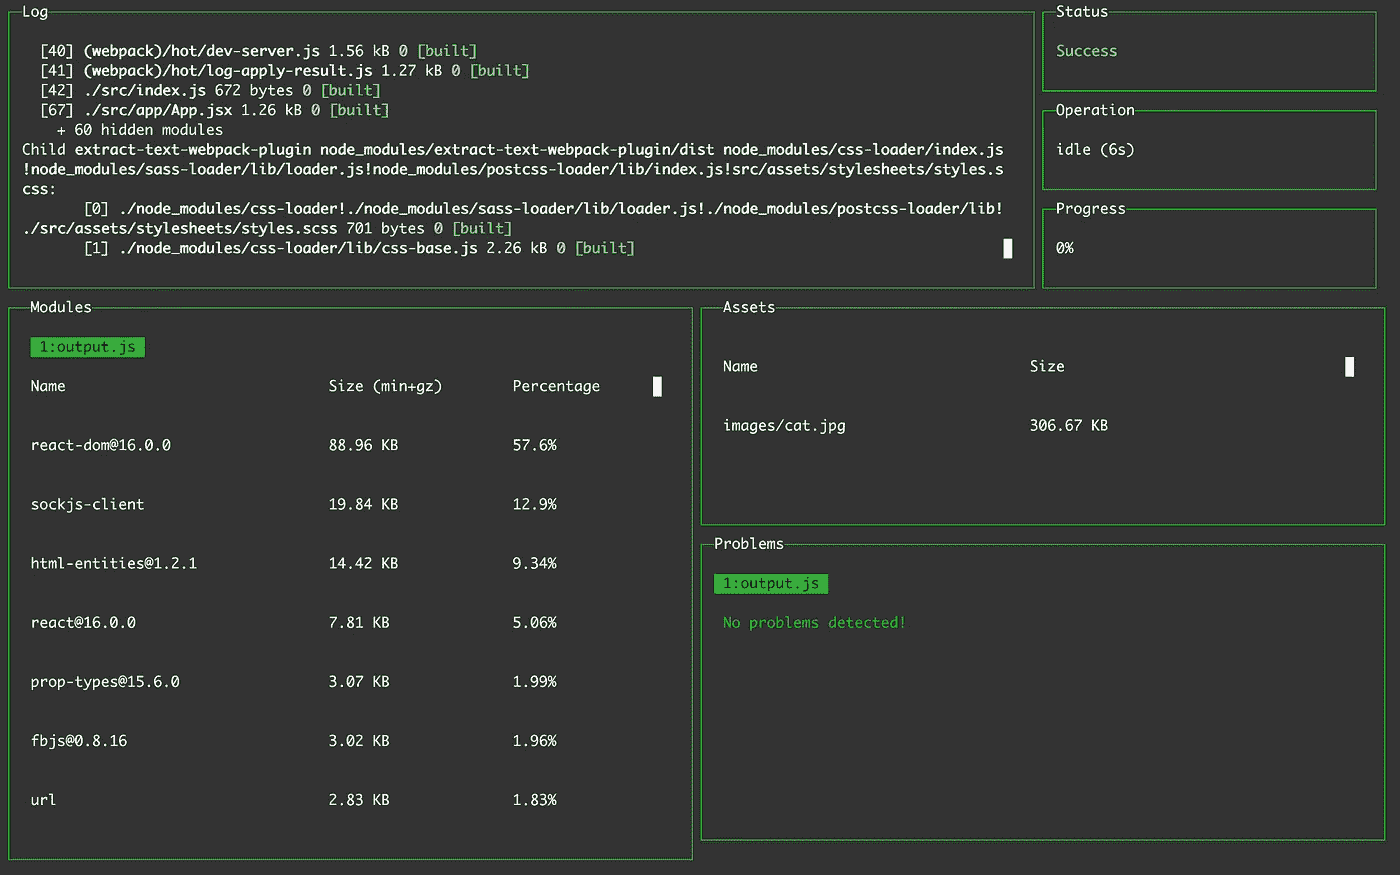 Log
[40] (webpack)/hot/dev-server.js 1.56 kB 0 [built]
[41] (webpack)/hot/log-apply-result.js 1.27 kB 0 [built]
[42] ./src/index.js 672 bytes 0 [built]
[67] ./src/app/App.jsx 1.26 kB 0 [built]
+ 60 hidden modules
Child extract-text-webpack-plugin node_modules/extract-text-webpack-plugin/dist node_modules/css-loader/index.js
!node_modules/sass-loader/lib/loader.js!node_modules/postcss-loader/lib/index.js!src/assets/stylesheets/styles.s
css:
[0] ./node_modules/css-loader!./node_modules/sass-loader/lib/loader.js!./node_modules/postcss-loader/lib!
./src/assets/stylesheets/styles.scss 701 bytes 0 [built]
[1] ./node_modules/css-loader/lib/css-base.js 2.26 kB 0 [built]
Status
Success
Operation
idle (6s)
Progress
0%
Modules
1:output.js
Name Size (min+gz) Percentage
react-dom@16.0.0 88.96 KB 57.6%
sockjs-client 19.84 KB 12.9%
html-entities@1.2.1 14.42 KB 9.34%
react@16.0.0 7.81 KB 5.06%
prop-types@15.6.0 3.07 KB 1.99%
fbjs@0.8.16 3.02 KB 1.96%
url 2.83 KB 1.83%
Assets
Name Size
images/cat.jpg 306.67 KB
Problems
1:output.js
No problems detected!